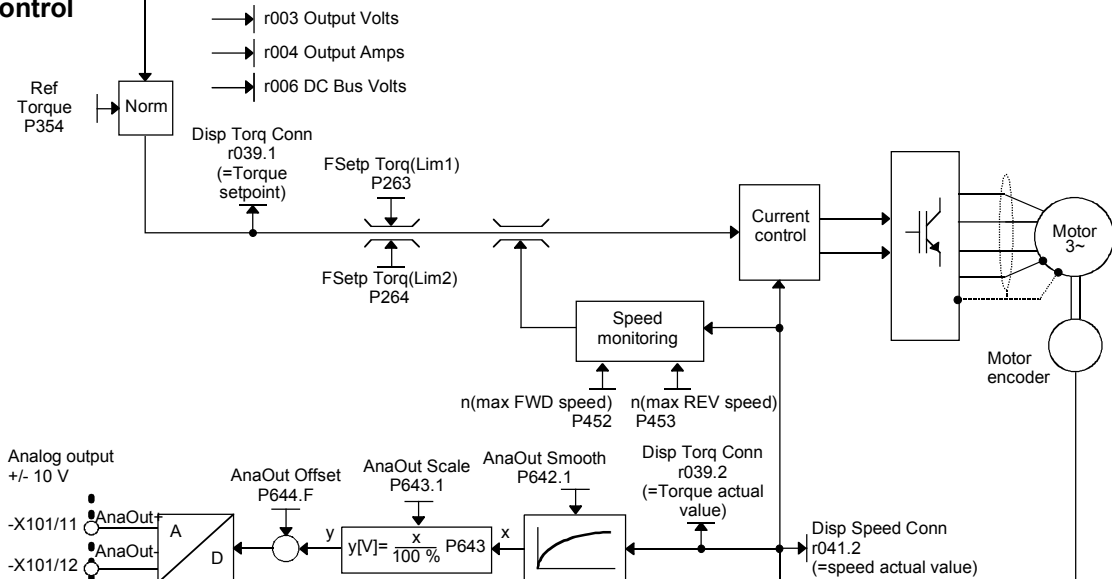 ontrol
r003 Output Volts
r004 Output Amps
r006 DC Bus Volts
Ref
Torque
P354
Norm
Disp Torq Conn
r039.1
(=Torque
setpoint)
FSetp Torq(Lim1)
P263
FSetp Torq(Lim2)
P264
Current
control
Motor
3~
Speed
monitoring
Motor
encoder
n(max FWD speed)
P452
n(max REV speed)
P453
Analog output
+/- 10 V
-X101/11
AnaOut+
-X101/12
AnaOut-
A
D
AnaOut Offset
P644.F
y
AnaOut Scale
P643.1
y[V]= x
100 % P643
x
AnaOut Smooth
P642.1
Disp Torq Conn
r039.2
(=Torque actual
value)
Disp Speed Conn
r041.2
(=speed actual value)